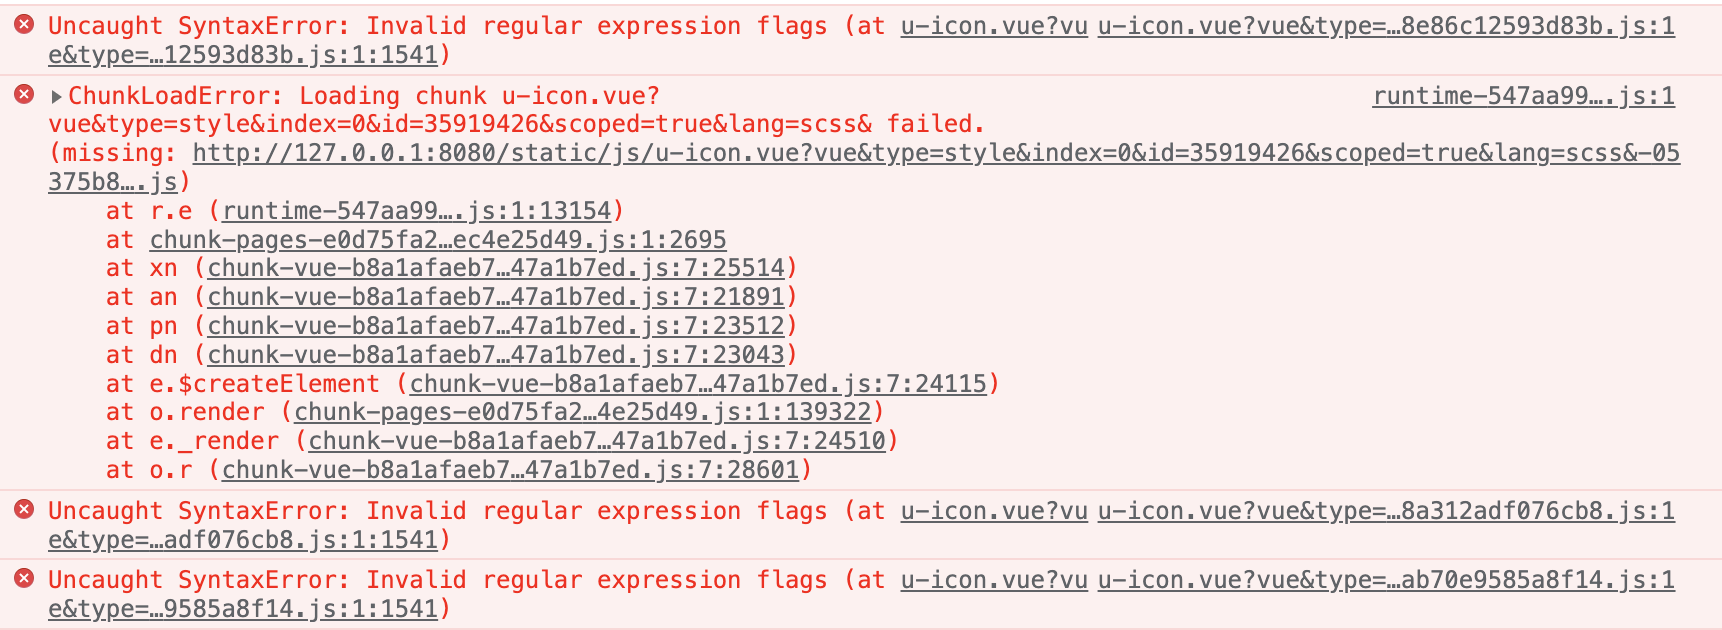 Uncaught SyntaxError: Invalid regular expression flags (at u-icon.vue?vu u-icon.vue?vue&type=…8e86c12593d83b.js:1
e&type=…12593d83b.js:1:1541)
ChunkLoadError: Loading chunk u-icon.vue? runtime-547aa99….js:1
vue&type=style&index=0&id=35919426&scoped=true&lang=scss& failed.
(missing: http://127.0.0.1:8080/static/js/u-icon.vue?vue&type=style&index=0&id=35919426&scoped=true&lang=scss&-05
375b8….js)
at r.e (runtime-547aa99….js:1:13154)
at chunk-pages-e0d75fa2…ec4e25d49.js:1:2695
at xn (chunk-vue-b8a1afaeb7…47a1b7ed.js:7:25514)
at an (chunk-vue-b8a1afaeb7…47a1b7ed.js:7:21891)
at pn (chunk-vue-b8a1afaeb7…47a1b7ed.js:7:23512)
at dn (chunk-vue-b8a1afaeb7…47a1b7ed.js:7:23043)
at e.$createElement (chunk-vue-b8a1afaeb7…47a1b7ed.js:7:24115)
at o.render (chunk-pages-e0d75fa2…4e25d49.js:1:139322)
at e._render (chunk-vue-b8a1afaeb7…47a1b7ed.js:7:24510)
at o.r (chunk-vue-b8a1afaeb7…47a1b7ed.js:7:28601)
Uncaught SyntaxError: Invalid regular expression flags (at u-icon.vue?vu u-icon.vue?vue&type=…8a312adf076cb8.js:1
e&type=…adf076cb8.js:1:1541)
Uncaught SyntaxError: Invalid regular expression flags (at u-icon.vue?vu u-icon.vue?vue&type=…ab70e9585a8f14.js:1
e&type=…9585a8f14.js:1:1541)